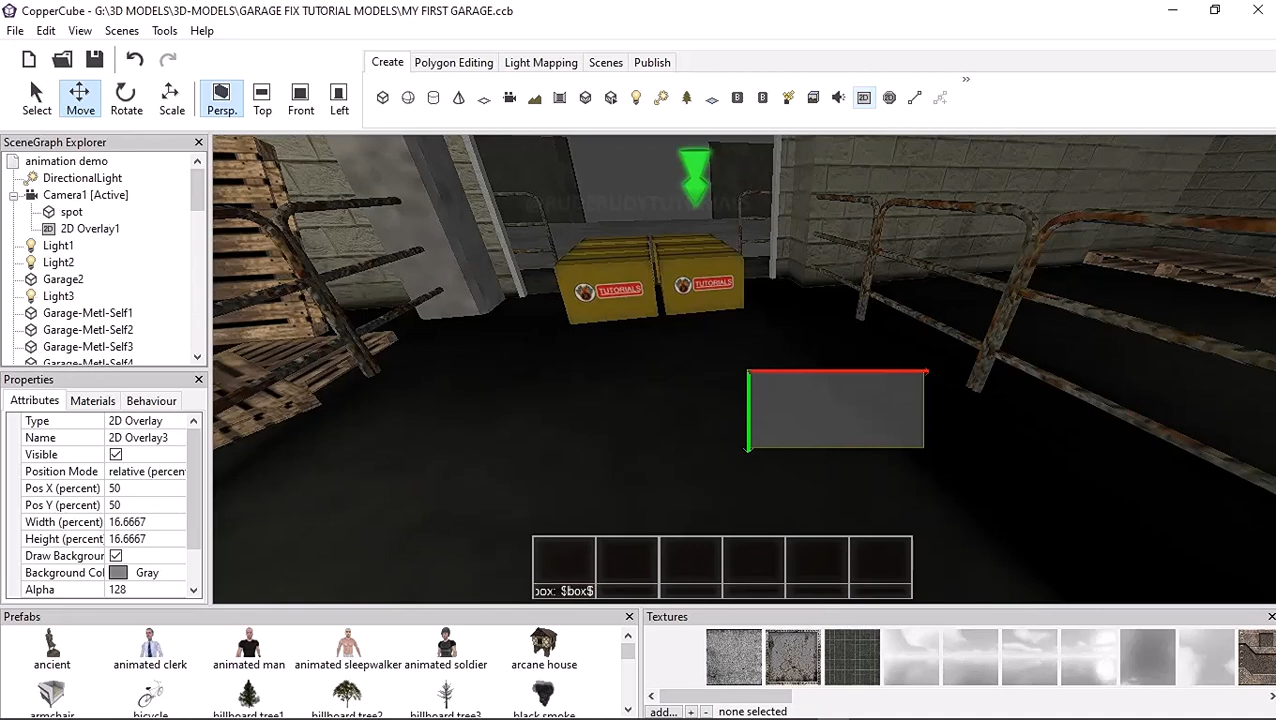 CopperCube - G:\3D MODELS\3D-MODELS\GARAGE FIX TUTORIAL MODELS\MY FIRST GARAGE.ccb
File Edit View Scenes Tools Help
Create Polygon Editing Light Mapping Scenes Publish
Select Move Rotate Scale Persp. Top Front Left
SceneGraph Explorer
animation demo
DirectionalLight
Camera1 [Active]
spot
2D Overlay1
Light1
Light2
Garage2
Light3
Garage-Metl-Self1
Garage-Metl-Self2
Garage-Metl-Self3
Garage-Metl-Self4
Properties
Attributes Materials Behaviour
Type 2D Overlay
Name 2D Overlay3
Visible
Position Mode relative (percen
Pos X (percent) 50
Pos Y (percent) 50
Width (percent) 16.6667
Height (percent) 16.6667
Draw Backgroun
Background Col Gray
Alpha 128
TUTORIALS
TUTORIALS
box: $box$
Prefabs
ancient animated clerk animated man animated sleepwalker animated soldier arcane house
armchair bicycle billboard tree1 billboard tree2 billboard tree3 black smoke
Textures
add... + - none selected